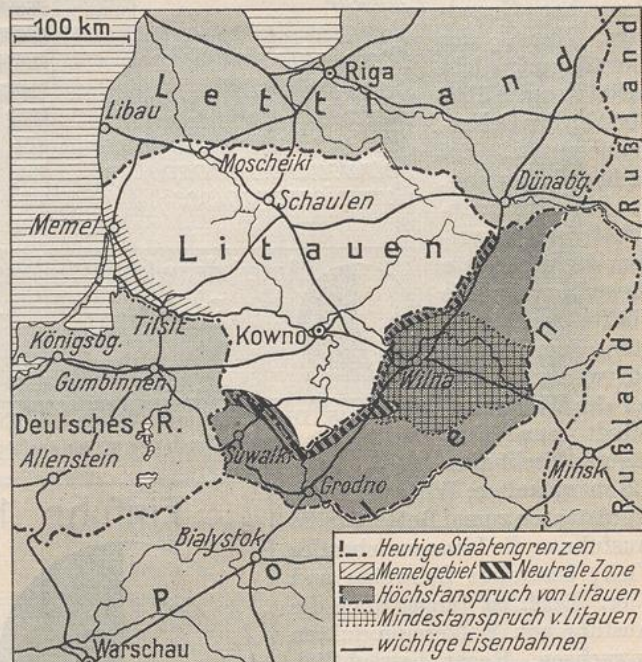 100 km
Riga
Lettland
Rußland
Libau
Moscheiki
Schaulen
Dünabg.
Memel
Litauen
Tilsit
Kowno
Königsbg.
Gumbinnen
Wilna
Deutsches R.
Suwalki
Allenstein
Minsk
Rußland
Grodno
Bialystok
Polen
Warschau
Heutige Staatengrenzen
Memelgebiet Neutrale Zone
Höchstanspruch von Litauen
Mindestanspruch v. Litauen
wichtige Eisenbahnen